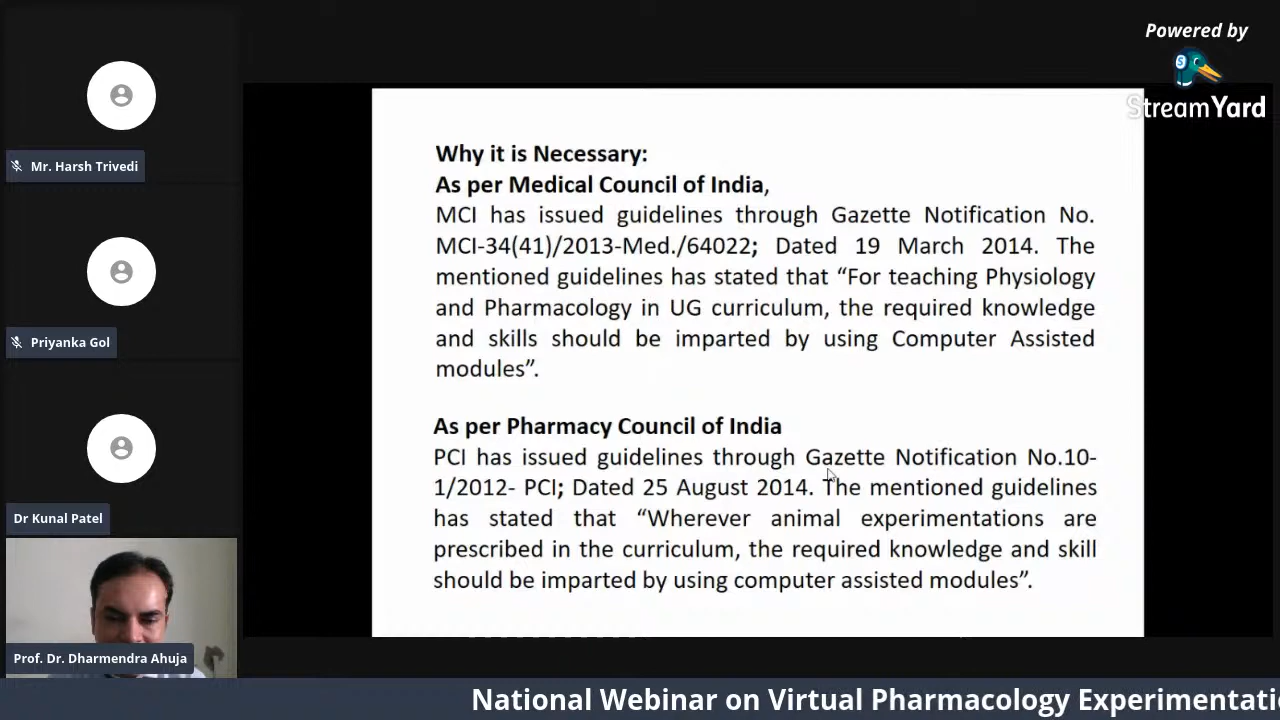 Powered by
StreamYard
Mr. Harsh Trivedi
Priyanka Gol
Dr Kunal Patel
Prof. Dr. Dharmendra Ahuja
Why it is Necessary:
As per Medical Council of India,
MCI has issued guidelines through Gazette Notification No.
MCI-34(41)/2013-Med./64022; Dated 19 March 2014. The
mentioned guidelines has stated that “For teaching Physiology
and Pharmacology in UG curriculum, the required knowledge
and skills should be imparted by using Computer Assisted
modules”.
As per Pharmacy Council of India
PCI has issued guidelines through Gazette Notification No.10-
1/2012- PCI; Dated 25 August 2014. The mentioned guidelines
has stated that “Wherever animal experimentations are
prescribed in the curriculum, the required knowledge and skill
should be imparted by using computer assisted modules”.
National Webinar on Virtual Pharmacology Experimentati